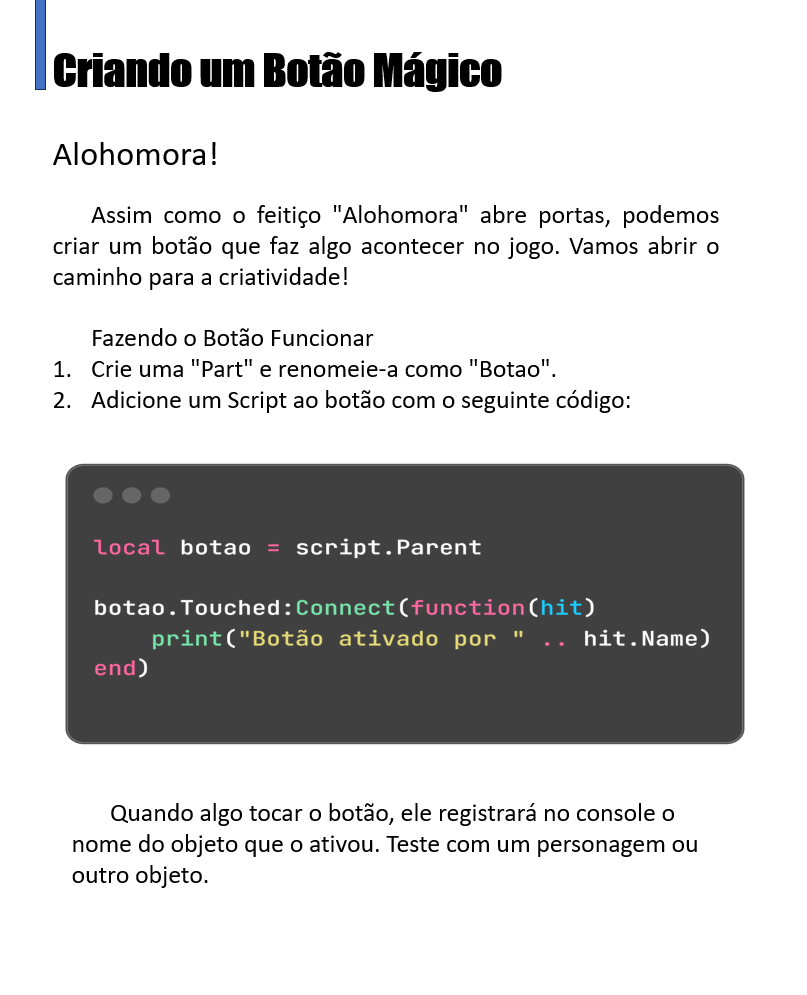 Criando um Botão Mágico
Alohomora!
Assim como o feitiço "Alohomora" abre portas, podemos
criar um botão que faz algo acontecer no jogo. Vamos abrir o
caminho para a criatividade!
Fazendo o Botão Funcionar
1. Crie uma "Part" e renomeie-a como "Botao".
2. Adicione um Script ao botão com o seguinte código:
local botao = script.Parent
botao.Touched:Connect(function(hit)
    print("Botão ativado por " .. hit.Name)
end)
Quando algo tocar o botão, ele registrará no console o
nome do objeto que o ativou. Teste com um personagem ou
outro objeto.